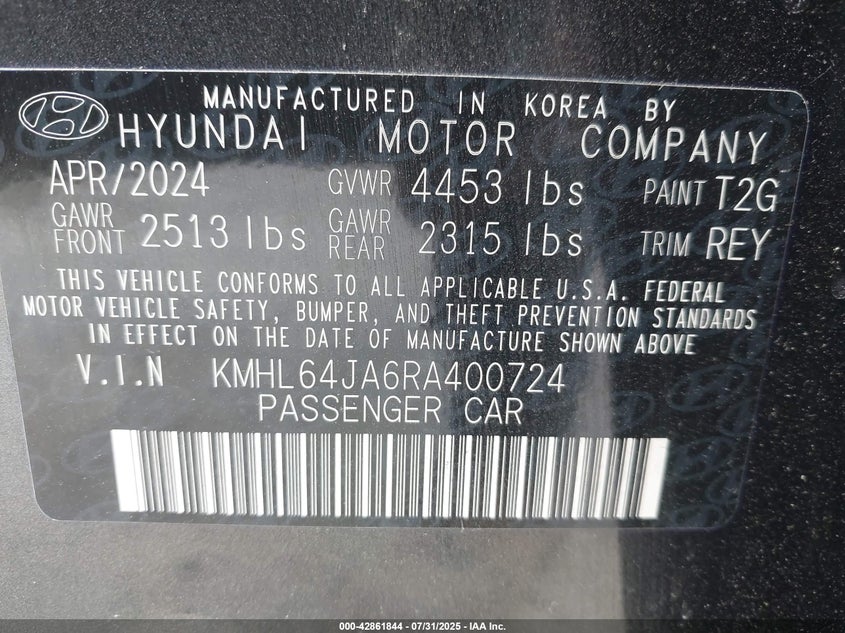 MANUFACTURED IN KOREA BY
HYUNDAI MOTOR COMPANY
APR/2024 GVWR 4453 lbs PAINT T2G
GAWR FRONT 2513 lbs GAWR REAR 2315 lbs TRIM REY
THIS VEHICLE CONFORMS TO ALL APPLICABLE U.S.A. FEDERAL
MOTOR VEHICLE SAFETY, BUMPER, AND THEFT PREVENTION STANDARDS
IN EFFECT ON THE DATE OF MANUFACTURE SHOWN ABOVE
V.I.N KMHL64JA6RA400724
PASSENGER CAR
000-42861844 - 07/31/2025 - IAA Inc.